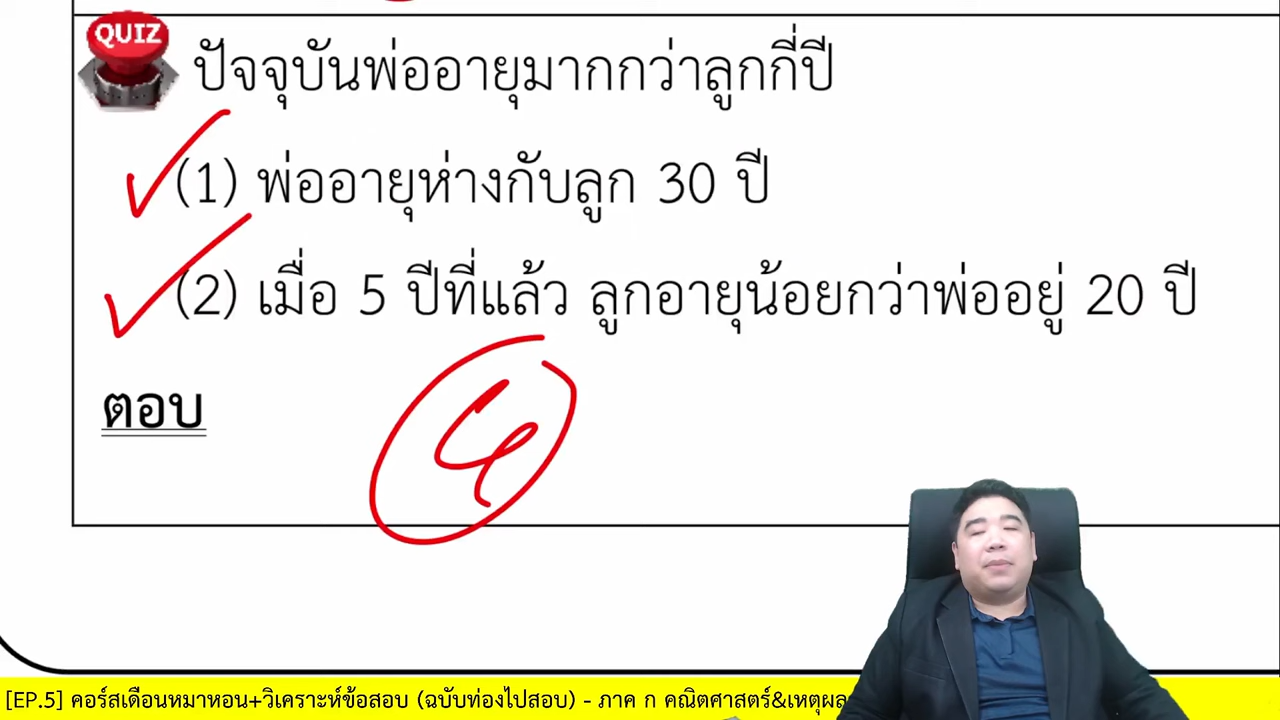 QUIZ
ปัจจุบันพ่ออายุมากกว่าลูกกี่ปี
(1) พ่ออายุห่างกับลูก 30 ปี
(2) เมื่อ 5 ปีที่แล้ว ลูกอายุน้อยกว่าพ่ออยู่ 20 ปี
ตอบ
4
[EP.5] คอร์สเดือนหมาหอน+วิเคราะห์ข้อสอบ (ฉบับท่องไปสอบ) - ภาค ก คณิตศาสตร์&เหตุผล